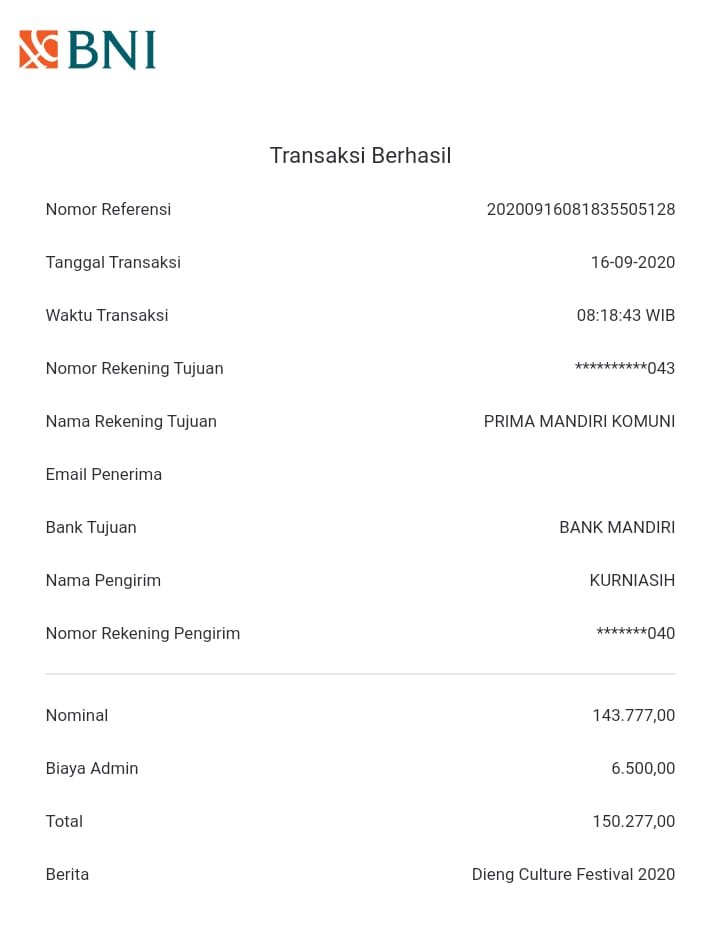 BNI
Transaksi Berhasil
Nomor Referensi 20200916081835505128
Tanggal Transaksi 16-09-2020
Waktu Transaksi 08:18:43 WIB
Nomor Rekening Tujuan **********043
Nama Rekening Tujuan PRIMA MANDIRI KOMUNI
Email Penerima
Bank Tujuan BANK MANDIRI
Nama Pengirim KURNIASIH
Nomor Rekening Pengirim *******040
Nominal 143.777,00
Biaya Admin 6.500,00
Total 150.277,00
Berita Dieng Culture Festival 2020